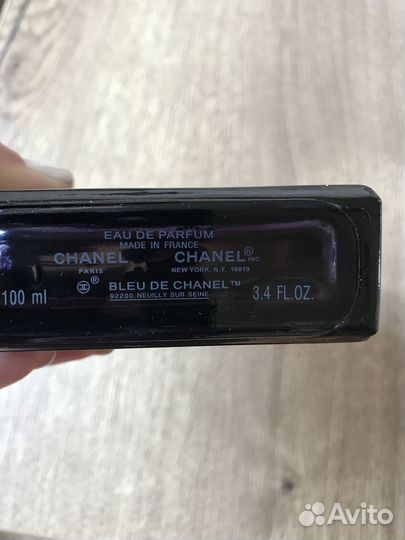 EAU DE PARFUM
MADE IN FRANCE
CHANEL CHANEL® INC.
PARIS NEW YORK, N.Y. 10019
100 ml ® BLEU DE CHANEL™ 3.4 FL.OZ.
92200 NEUILLY SUR SEINE
Avito